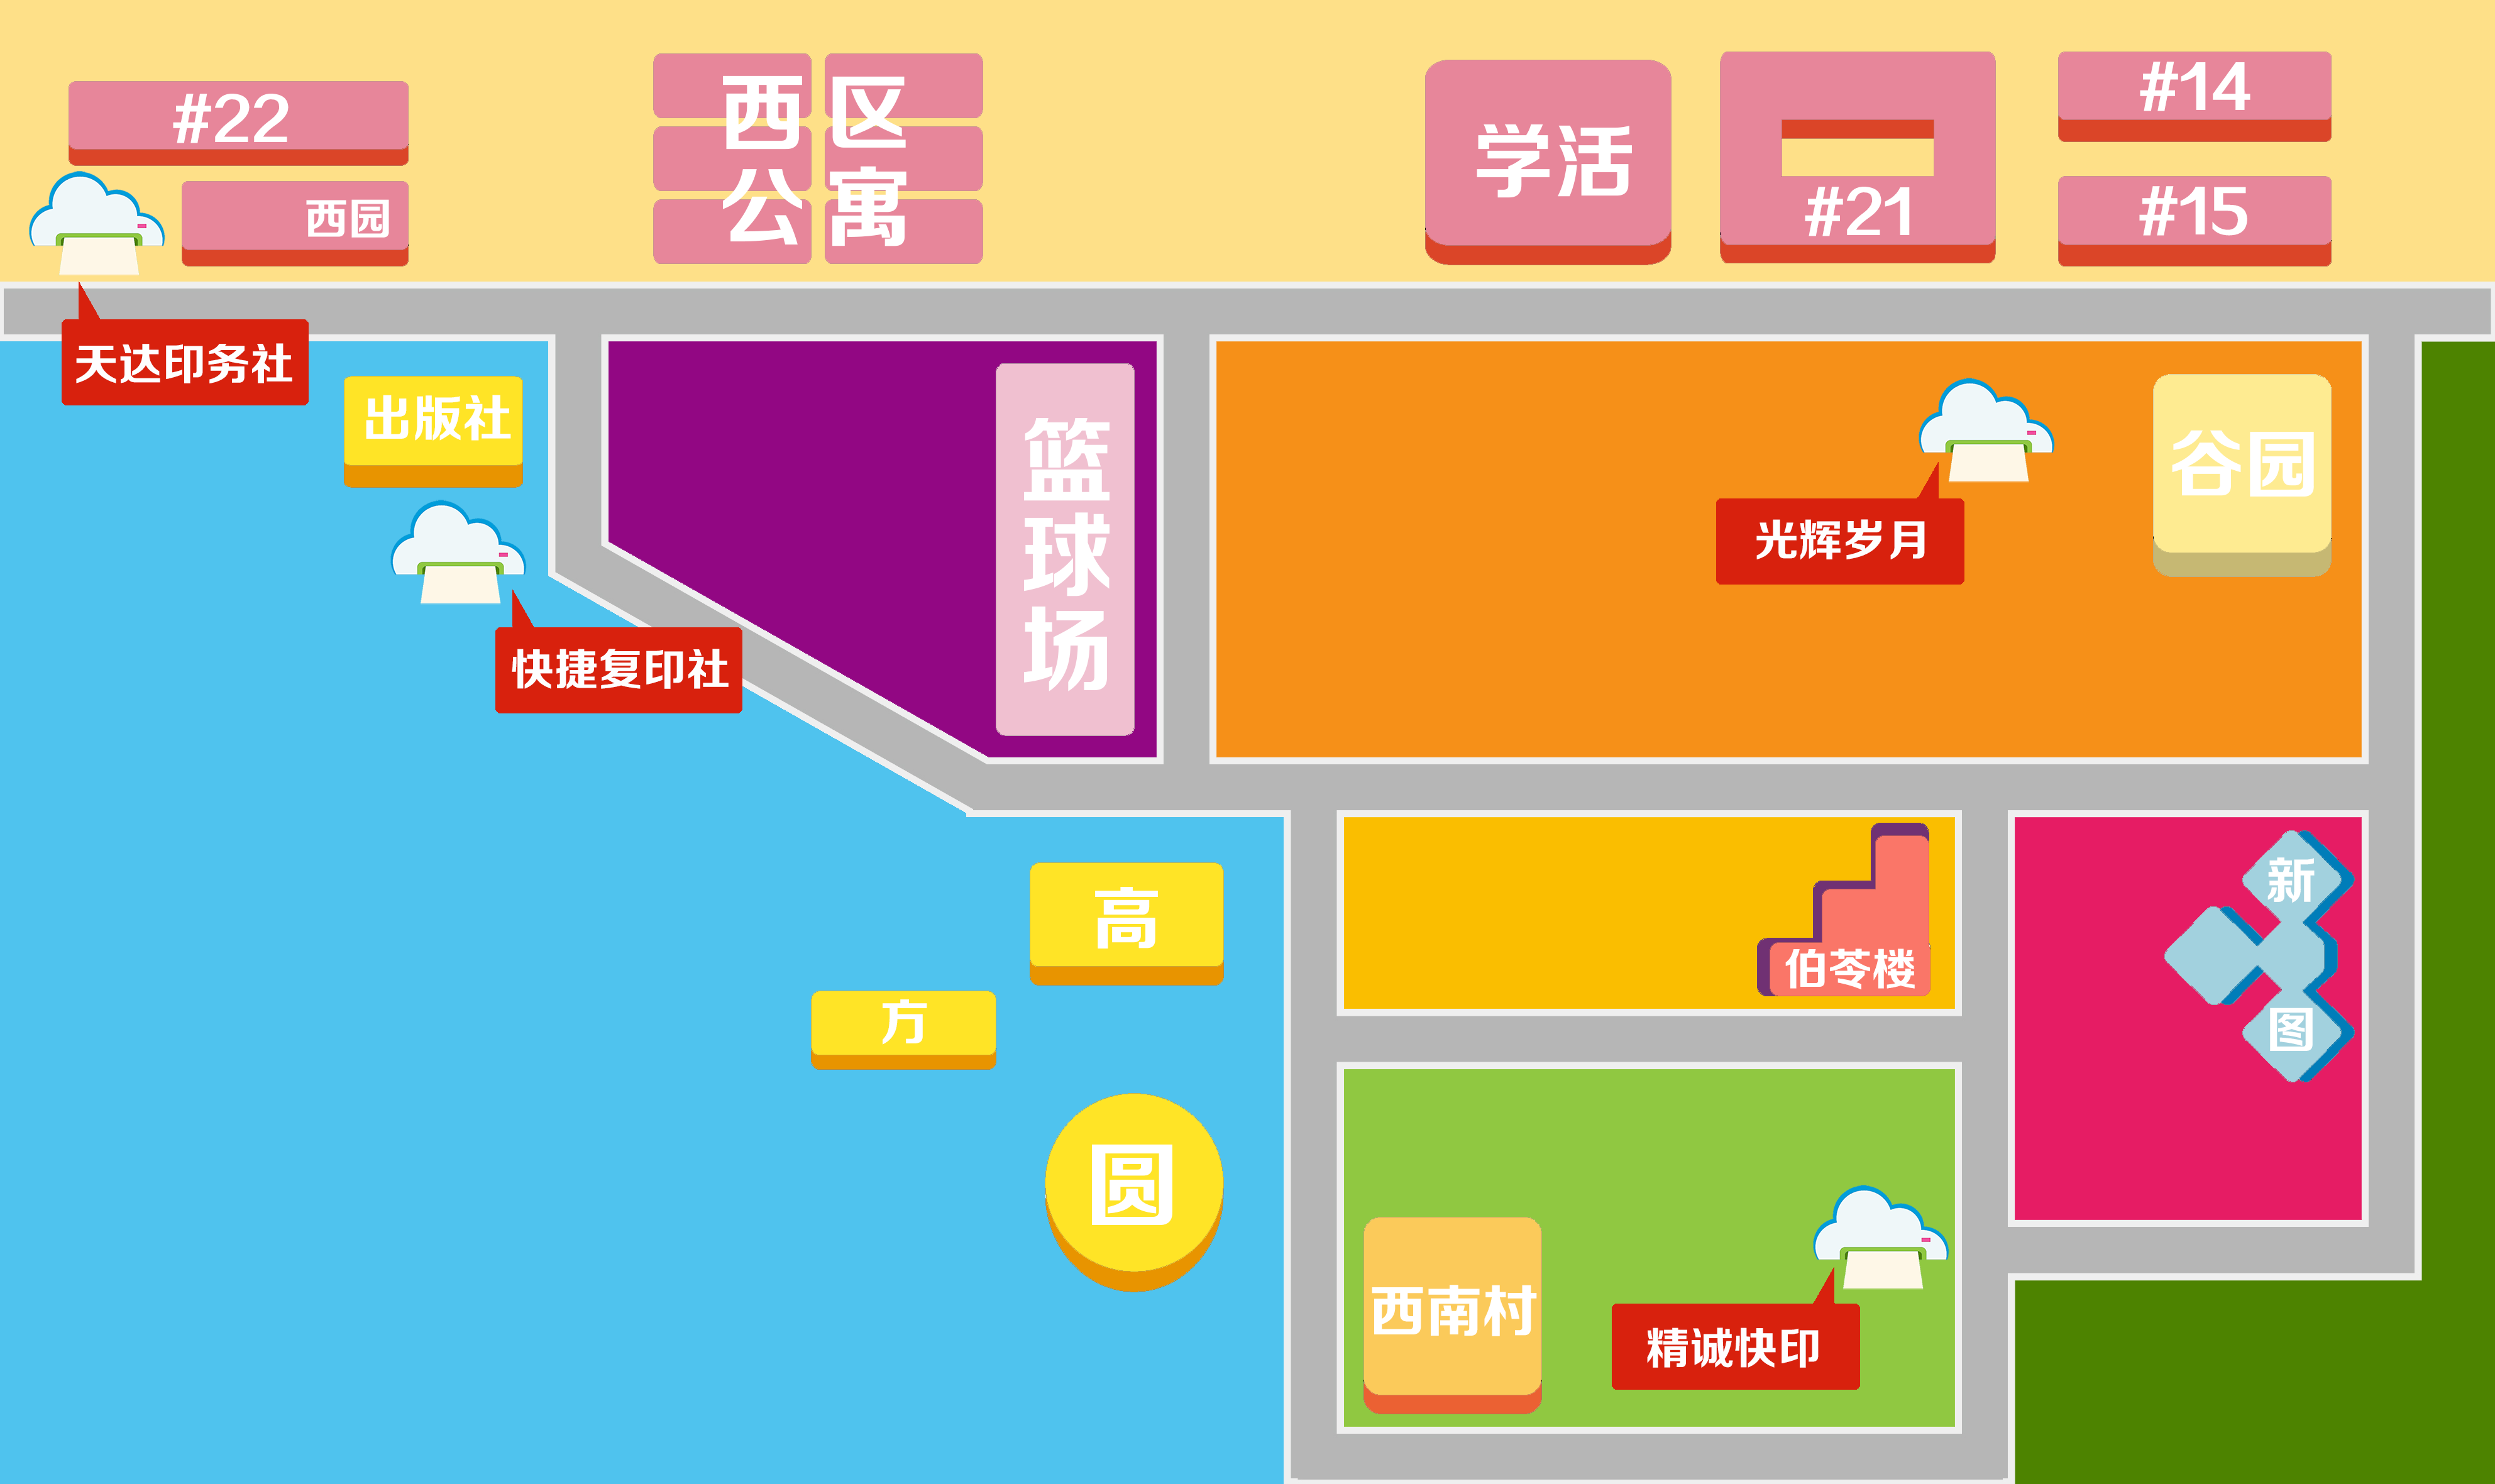 #22
西园
西区
公寓
学活
#21
#14
#15
天达印务社
出版社
快捷复印社
篮球场
光辉岁月
谷园
高
方
圆
伯苓楼
新
图
西南村
精诚快印